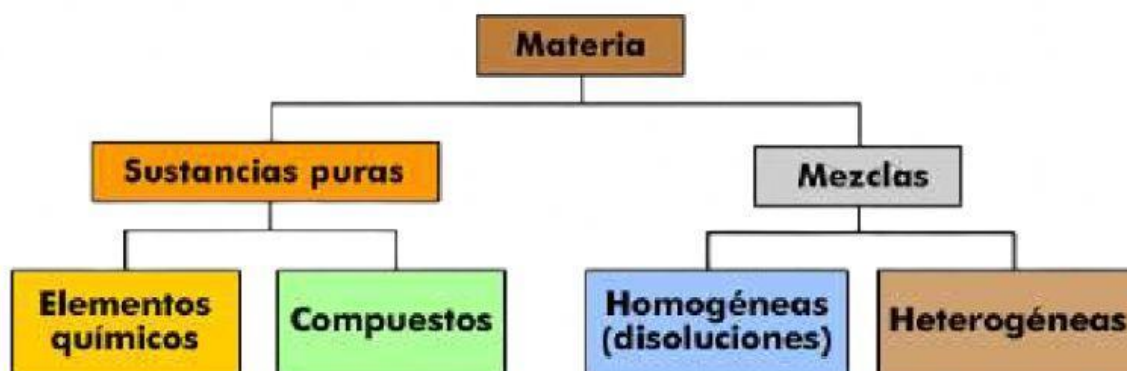 Materia
Sustancias puras
Mezclas
Elementos
químicos
Compuestos
Homogéneas
(disoluciones)
Heterogéneas